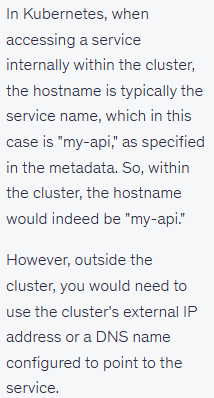 In Kubernetes, when
accessing a service
internally within the cluster,
the hostname is typically the
service name, which in this
case is "my-api," as specified
in the metadata. So, within
the cluster, the hostname
would indeed be "my-api."
However, outside the
cluster, you would need to
use the cluster's external IP
address or a DNS name
configured to point to the
service.